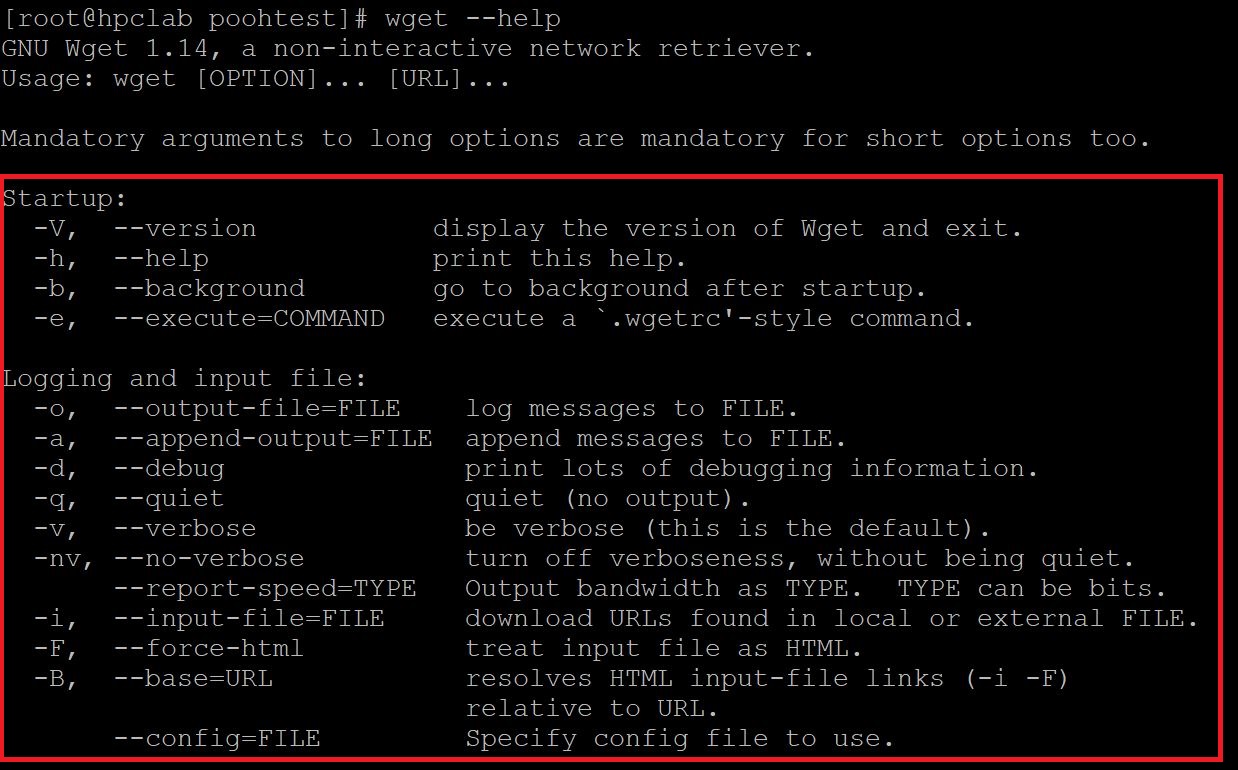 [root@hpclab poohtest]# wget --help
GNU Wget 1.14, a non-interactive network retriever.
Usage: wget [OPTION]... [URL]...
Mandatory arguments to long options are mandatory for short options too.
Startup:
  -V,  --version           display the version of Wget and exit.
  -h,  --help              print this help.
  -b,  --background        go to background after startup.
  -e,  --execute=COMMAND   execute a `.wgetrc'-style command.
Logging and input file:
  -o,  --output-file=FILE    log messages to FILE.
  -a,  --append-output=FILE  append messages to FILE.
  -d,  --debug               print lots of debugging information.
  -q,  --quiet               quiet (no output).
  -v,  --verbose             be verbose (this is the default).
  -nv, --no-verbose          turn off verboseness, without being quiet.
       --report-speed=TYPE   Output bandwidth as TYPE.  TYPE can be bits.
  -i,  --input-file=FILE     download URLs found in local or external FILE.
  -F,  --force-html          treat input file as HTML.
  -B,  --base=URL            resolves HTML input-file links (-i -F)
                             relative to URL.
       --config=FILE         Specify config file to use.